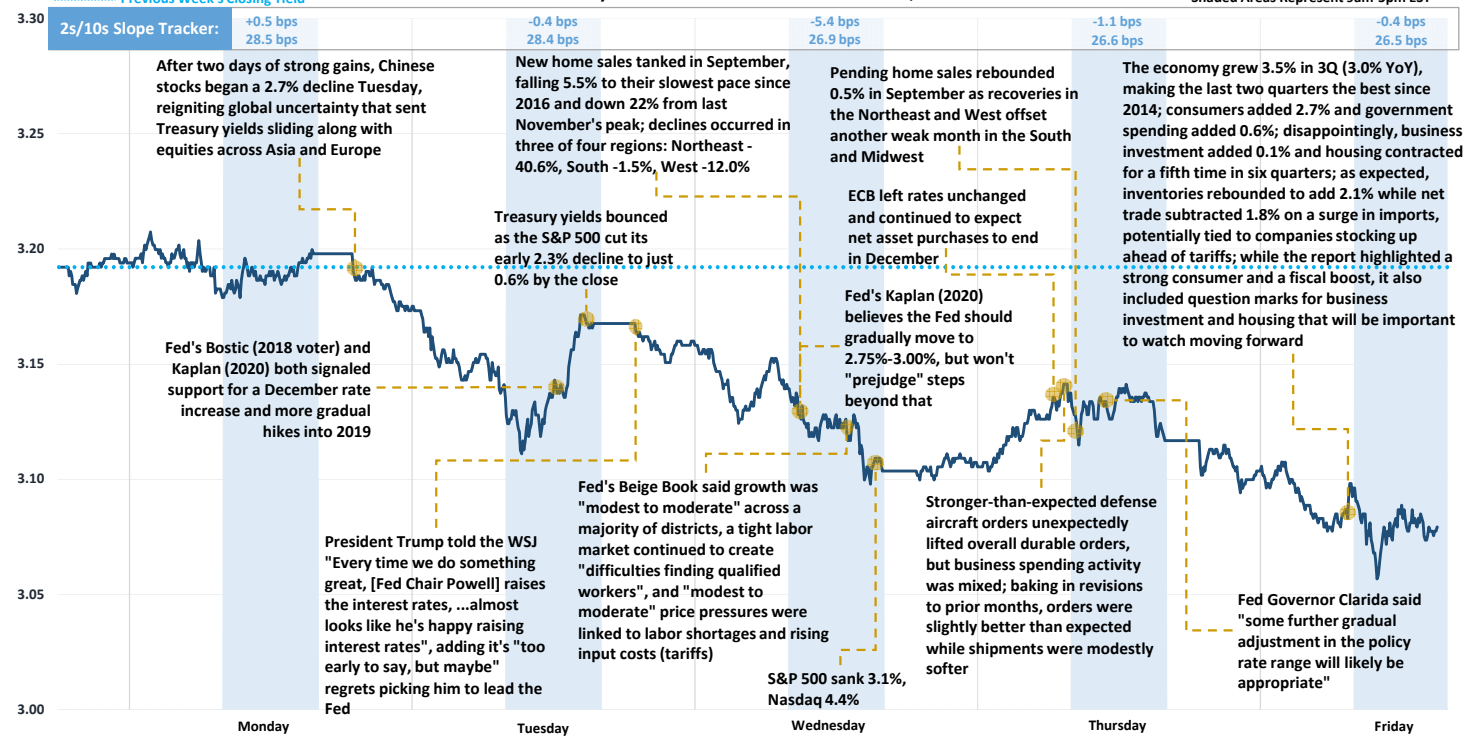 Previous Week's Closing Yield
Shaded Areas Represent 9am-5pm EST
2s/10s Slope Tracker:
+0.5 bps
28.5 bps
-0.4 bps
28.4 bps
-5.4 bps
26.9 bps
-1.1 bps
26.6 bps
-0.4 bps
26.5 bps
3.30
3.25
3.20
3.15
3.10
3.05
3.00
After two days of strong gains, Chinese
stocks began a 2.7% decline Tuesday,
reigniting global uncertainty that sent
Treasury yields sliding along with
equities across Asia and Europe
New home sales tanked in September,
falling 5.5% to their slowest pace since
2016 and down 22% from last
November's peak; declines occurred in
three of four regions: Northeast -
40.6%, South -1.5%, West -12.0%
Pending home sales rebounded
0.5% in September as recoveries in
the Northeast and West offset
another weak month in the South
and Midwest
The economy grew 3.5% in 3Q (3.0% YoY),
making the last two quarters the best since
2014; consumers added 2.7% and government
spending added 0.6%; disappointingly, business
investment added 0.1% and housing contracted
for a fifth time in six quarters; as expected,
inventories rebounded to add 2.1% while net
trade subtracted 1.8% on a surge in imports,
potentially tied to companies stocking up
ahead of tariffs; while the report highlighted a
strong consumer and a fiscal boost, it also
included question marks for business
investment and housing that will be important
to watch moving forward
Treasury yields bounced
as the S&P 500 cut its
early 2.3% decline to just
0.6% by the close
ECB left rates unchanged
and continued to expect
net asset purchases to end
in December
Fed's Kaplan (2020)
believes the Fed should
gradually move to
2.75%-3.00%, but won't
"prejudge" steps
beyond that
Fed's Bostic (2018 voter) and
Kaplan (2020) both signaled
support for a December rate
increase and more gradual
hikes into 2019
President Trump told the WSJ
"Every time we do something
great, [Fed Chair Powell] raises
the interest rates, ...almost
looks like he's happy raising
interest rates", adding it's "too
early to say, but maybe"
regrets picking him to lead the
Fed
Fed's Beige Book said growth was
"modest to moderate" across a
majority of districts, a tight labor
market continued to create
"difficulties finding qualified
workers", and "modest to
moderate" price pressures were
linked to labor shortages and rising
input costs (tariffs)
S&P 500 sank 3.1%,
Nasdaq 4.4%
Stronger-than-expected defense
aircraft orders unexpectedly
lifted overall durable orders,
but business spending activity
was mixed; baking in revisions
to prior months, orders were
slightly better than expected
while shipments were modestly
softer
Fed Governor Clarida said
"some further gradual
adjustment in the policy
rate range will likely be
appropriate"
Monday
Tuesday
Wednesday
Thursday
Friday